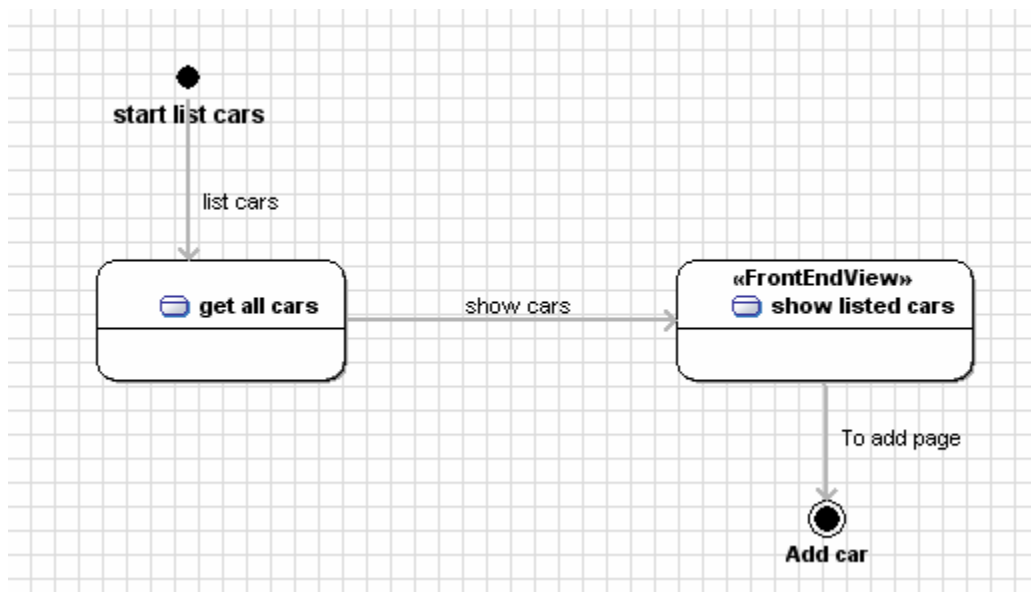 start list cars
list cars
get all cars
show cars
«FrontEndView»
show listed cars
To add page
Add car